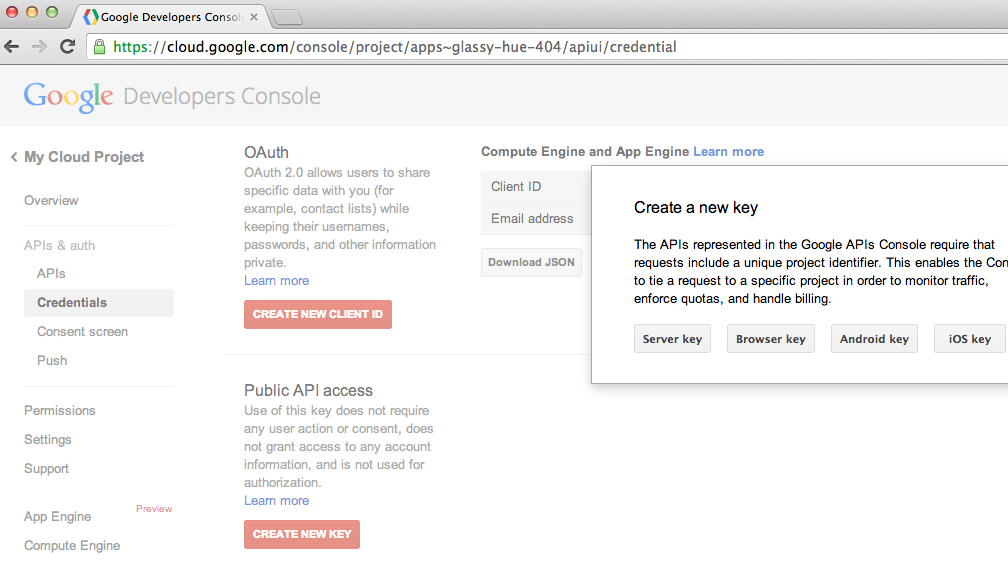 Google Developers Consol
https://cloud.google.com/console/project/apps~glassy-hue-404/apiui/credential
Google Developers Console
My Cloud Project
Overview
APIs & auth
APIs
Credentials
Consent screen
Push
Permissions
Settings
Support
App Engine
Preview
Compute Engine
OAuth
OAuth 2.0 allows users to share
specific data with you (for
example, contact lists) while
keeping their usernames,
passwords, and other information
private.
Learn more
CREATE NEW CLIENT ID
Public API access
Use of this key does not require
any user action or consent, does
not grant access to any account
information, and is not used for
authorization.
Learn more
CREATE NEW KEY
Compute Engine and App Engine Learn more
Client ID
Email address
Download JSON
Create a new key
The APIs represented in the Google APIs Console require that
requests include a unique project identifier. This enables the Con
to tie a request to a specific project in order to monitor traffic,
enforce quotas, and handle billing.
Server key
Browser key
Android key
iOS key